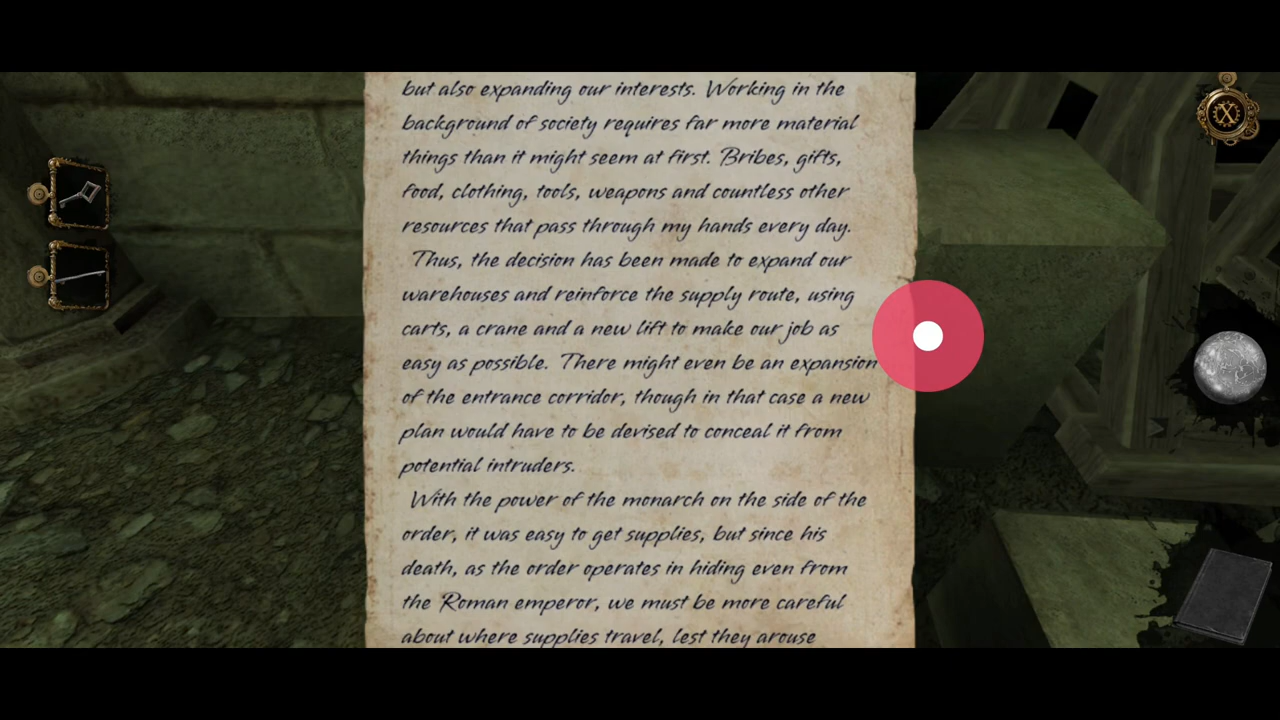 but also expanding our interests. Working in the
background of society requires far more material
things than it might seem at first. Bribes, gifts,
food, clothing, tools, weapons and countless other
resources that pass through my hands every day.
Thus, the decision has been made to expand our
warehouses and reinforce the supply route, using
carts, a crane and a new lift to make our job as
easy as possible. There might even be an expansion
of the entrance corridor, though in that case a new
plan would have to be devised to conceal it from
potential intruders.
With the power of the monarch on the side of the
order, it was easy to get supplies, but since his
death, as the order operates in hiding even from
the Roman emperor, we must be more careful
about where supplies travel, lest they arouse